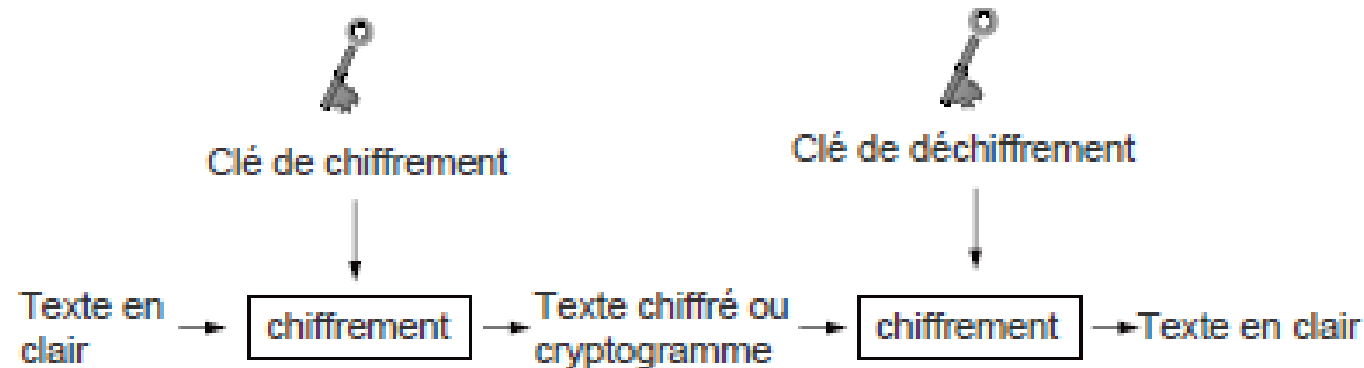 Clé de chiffrement
Clé de déchiffrement
Texte en
clair
chiffrement
Texte chiffré ou
cryptogramme
chiffrement
Texte en clair